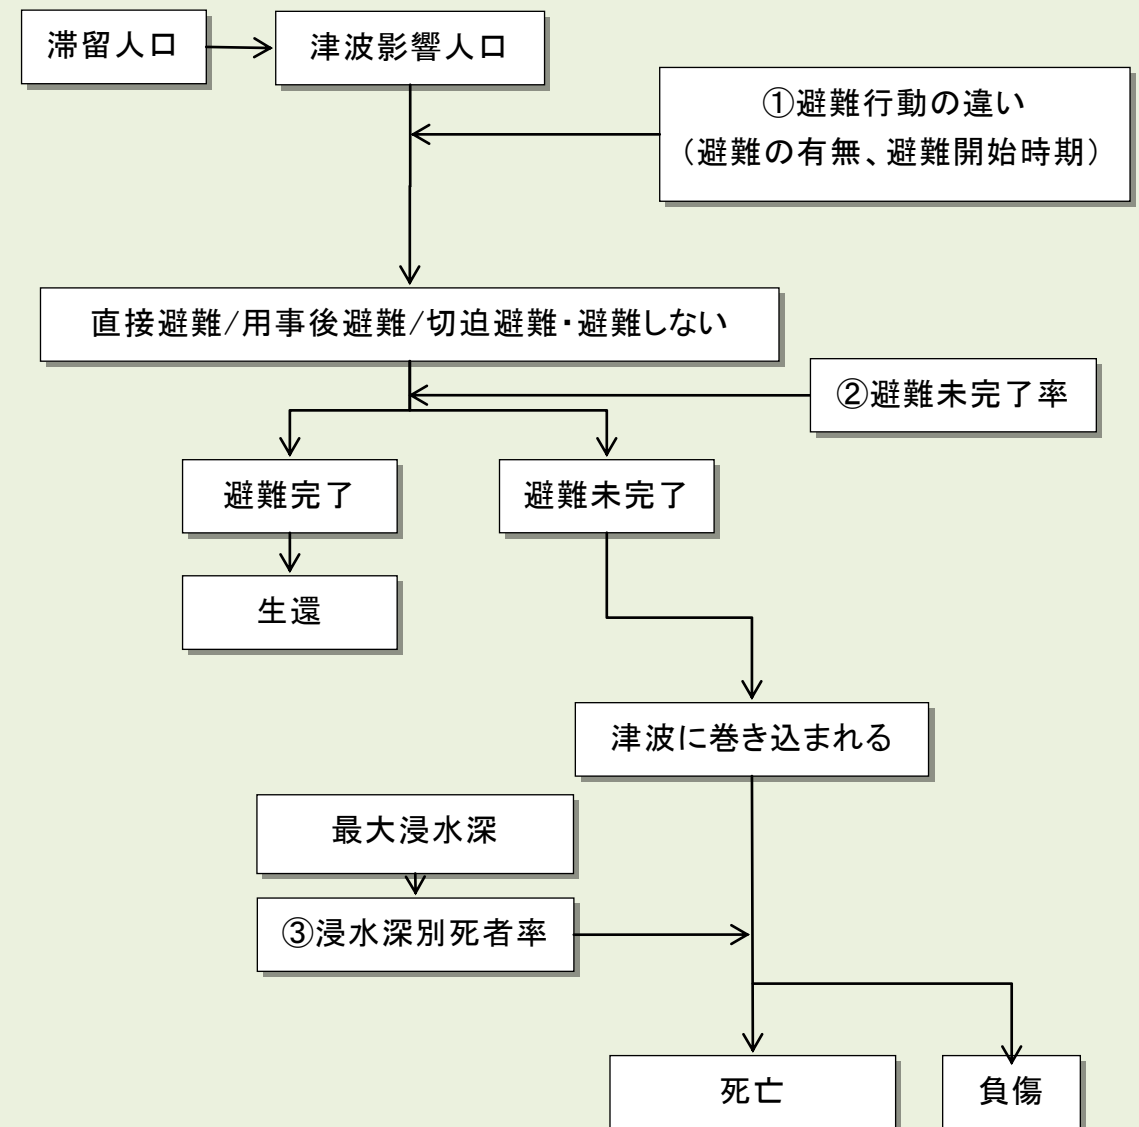 滞留人口
津波影響人口
①避難行動の違い
（避難の有無、避難開始時期）
直接避難/用事後避難/切迫避難・避難しない
②避難未完了率
避難完了
避難未完了
生還
津波に巻き込まれる
最大浸水深
③浸水深別死者率
死亡
負傷